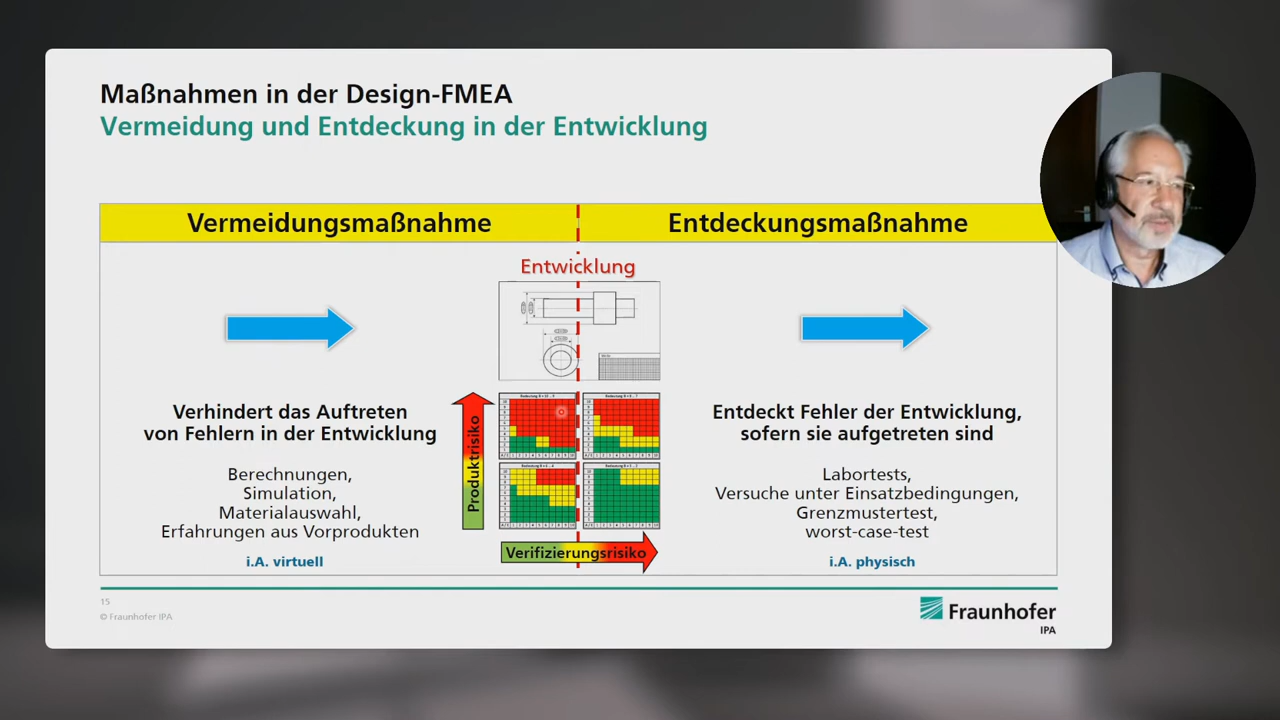 Maßnahmen in der Design-FMEA
Vermeidung und Entdeckung in der Entwicklung
Vermeidungsmaßnahme
Entdeckungsmaßnahme
Entwicklung
Verhindert das Auftreten
von Fehlern in der Entwicklung
Berechnungen,
Simulation,
Materialauswahl,
Erfahrungen aus Vorprodukten
i.A. virtuell
Produktrisiko
Verifizierungsrisiko
Entdeckt Fehler der Entwicklung,
sofern sie aufgetreten sind
Labortests,
Versuche unter Einsatzbedingungen,
Grenzmustertest,
worst-case-test
i.A. physisch
15
© Fraunhofer IPA
Fraunhofer
IPA